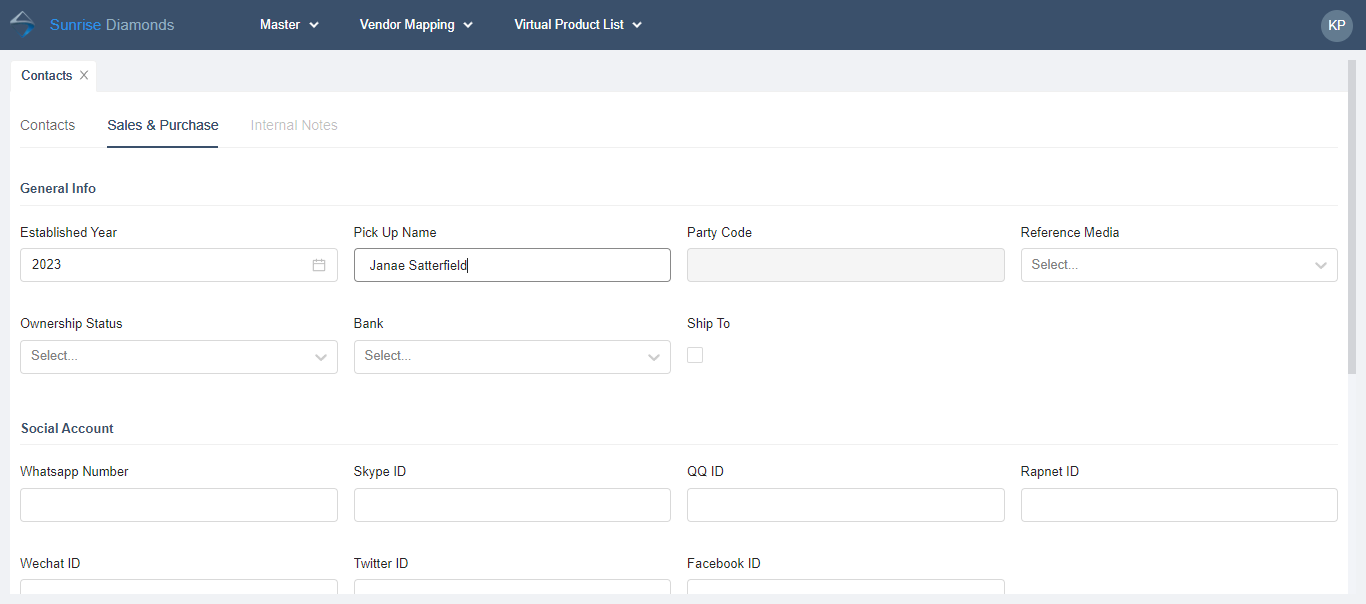 Sunrise Diamonds Master Vendor Mapping Virtual Product List KP
Contacts
Contacts Sales & Purchase Internal Notes
General Info
Established Year Pick Up Name Party Code Reference Media
2023 Janae Satterfield Select...
Ownership Status Bank Ship To
Select... Select...
Social Account
Whatsapp Number Skype ID QQ ID Rapnet ID
Wechat ID Twitter ID Facebook ID